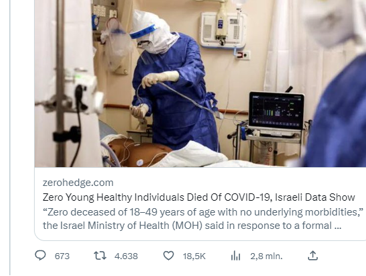 zerohedge.com
Zero Young Healthy Individuals Died Of COVID-19, Israeli Data Show
“Zero deceased of 18–49 years of age with no underlying morbidities,”
the Israel Ministry of Health (MOH) said in response to a formal ...
673 4.638 18,5K 2,8 mln.